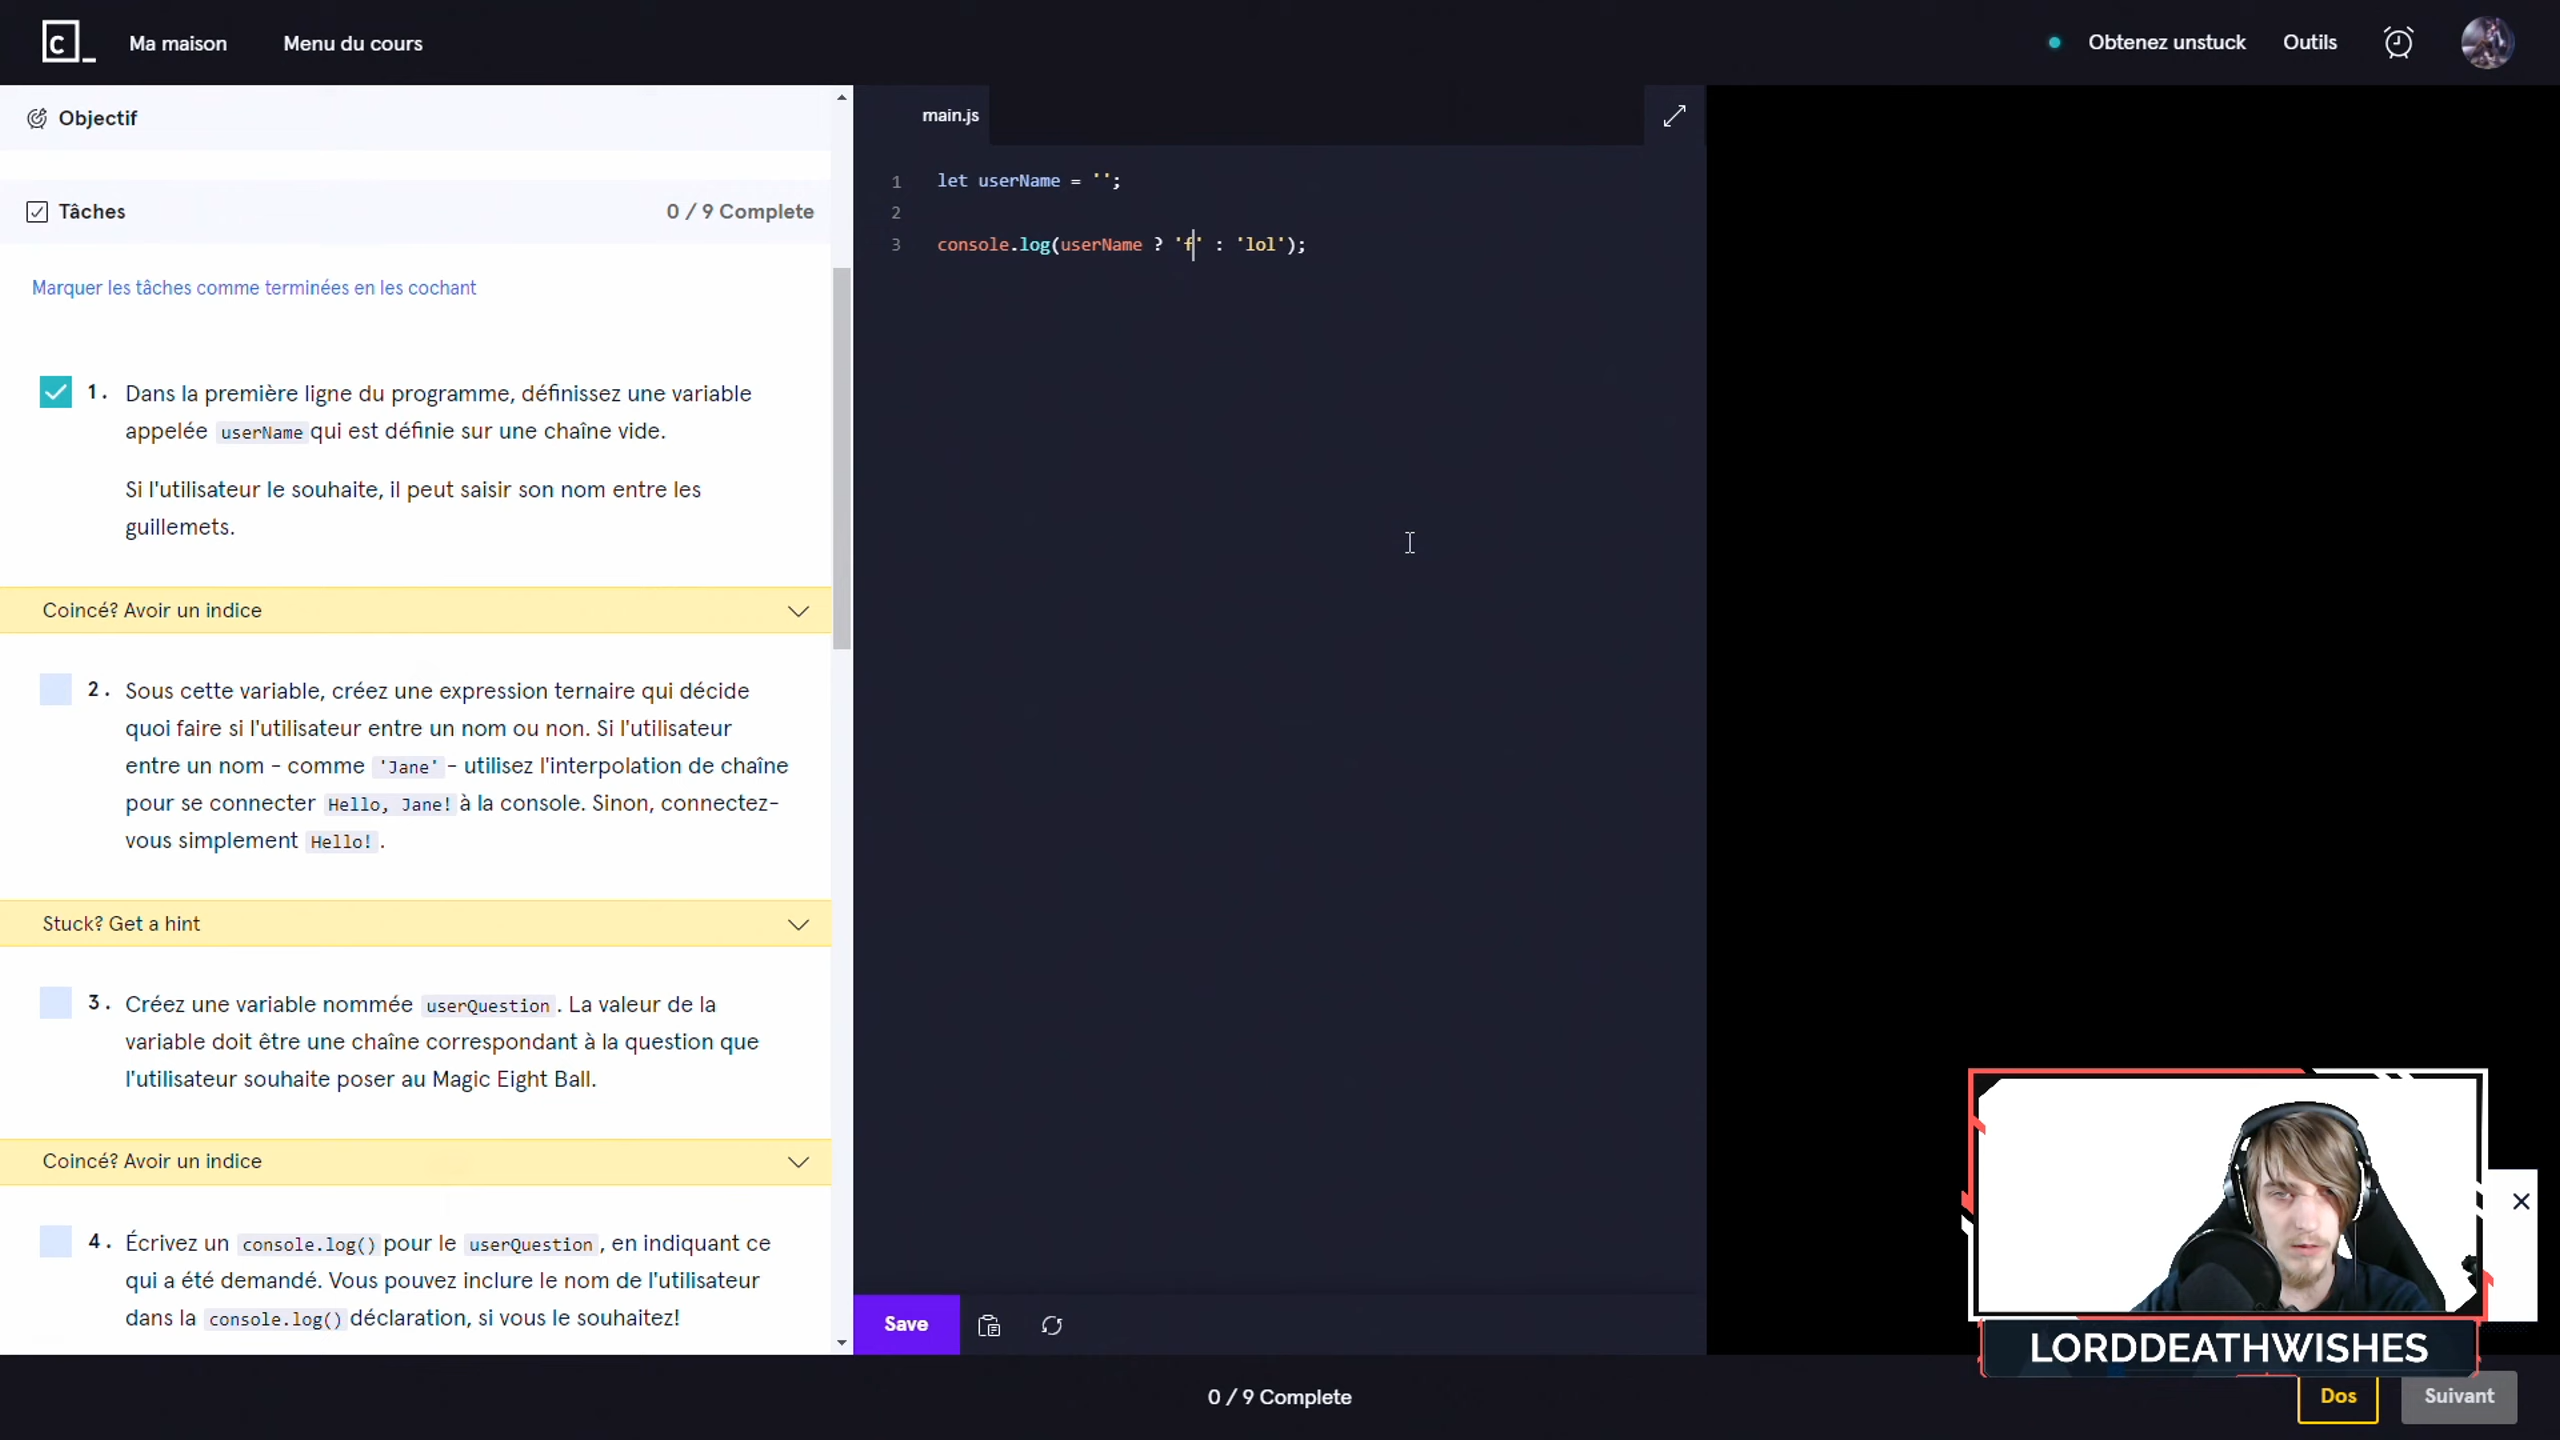 C_ Ma maison Menu du cours Obtenez unstuck Outils
Objectif
Tâches 0 / 9 Complete
Marquer les tâches comme terminées en les cochant
1. Dans la première ligne du programme, définissez une variable
appelée userName qui est définie sur une chaîne vide.
Si l'utilisateur le souhaite, il peut saisir son nom entre les
guillemets.
Coincé? Avoir un indice
2. Sous cette variable, créez une expression ternaire qui décide
quoi faire si l'utilisateur entre un nom ou non. Si l'utilisateur
entre un nom - comme 'Jane' - utilisez l'interpolation de chaîne
pour se connecter Hello, Jane! à la console. Sinon, connectez-
vous simplement Hello! .
Stuck? Get a hint
3. Créez une variable nommée userQuestion . La valeur de la
variable doit être une chaîne correspondant à la question que
l'utilisateur souhaite poser au Magic Eight Ball.
Coincé? Avoir un indice
4. Écrivez un console.log() pour le userQuestion , en indiquant ce
qui a été demandé. Vous pouvez inclure le nom de l'utilisateur
dans la console.log() déclaration, si vous le souhaitez!
main.js
1 let userName = '';
2
3 console.log(userName ? 'f' : 'lol');
Save
LORDDEATHWISHES
0 / 9 Complete
Dos Suivant